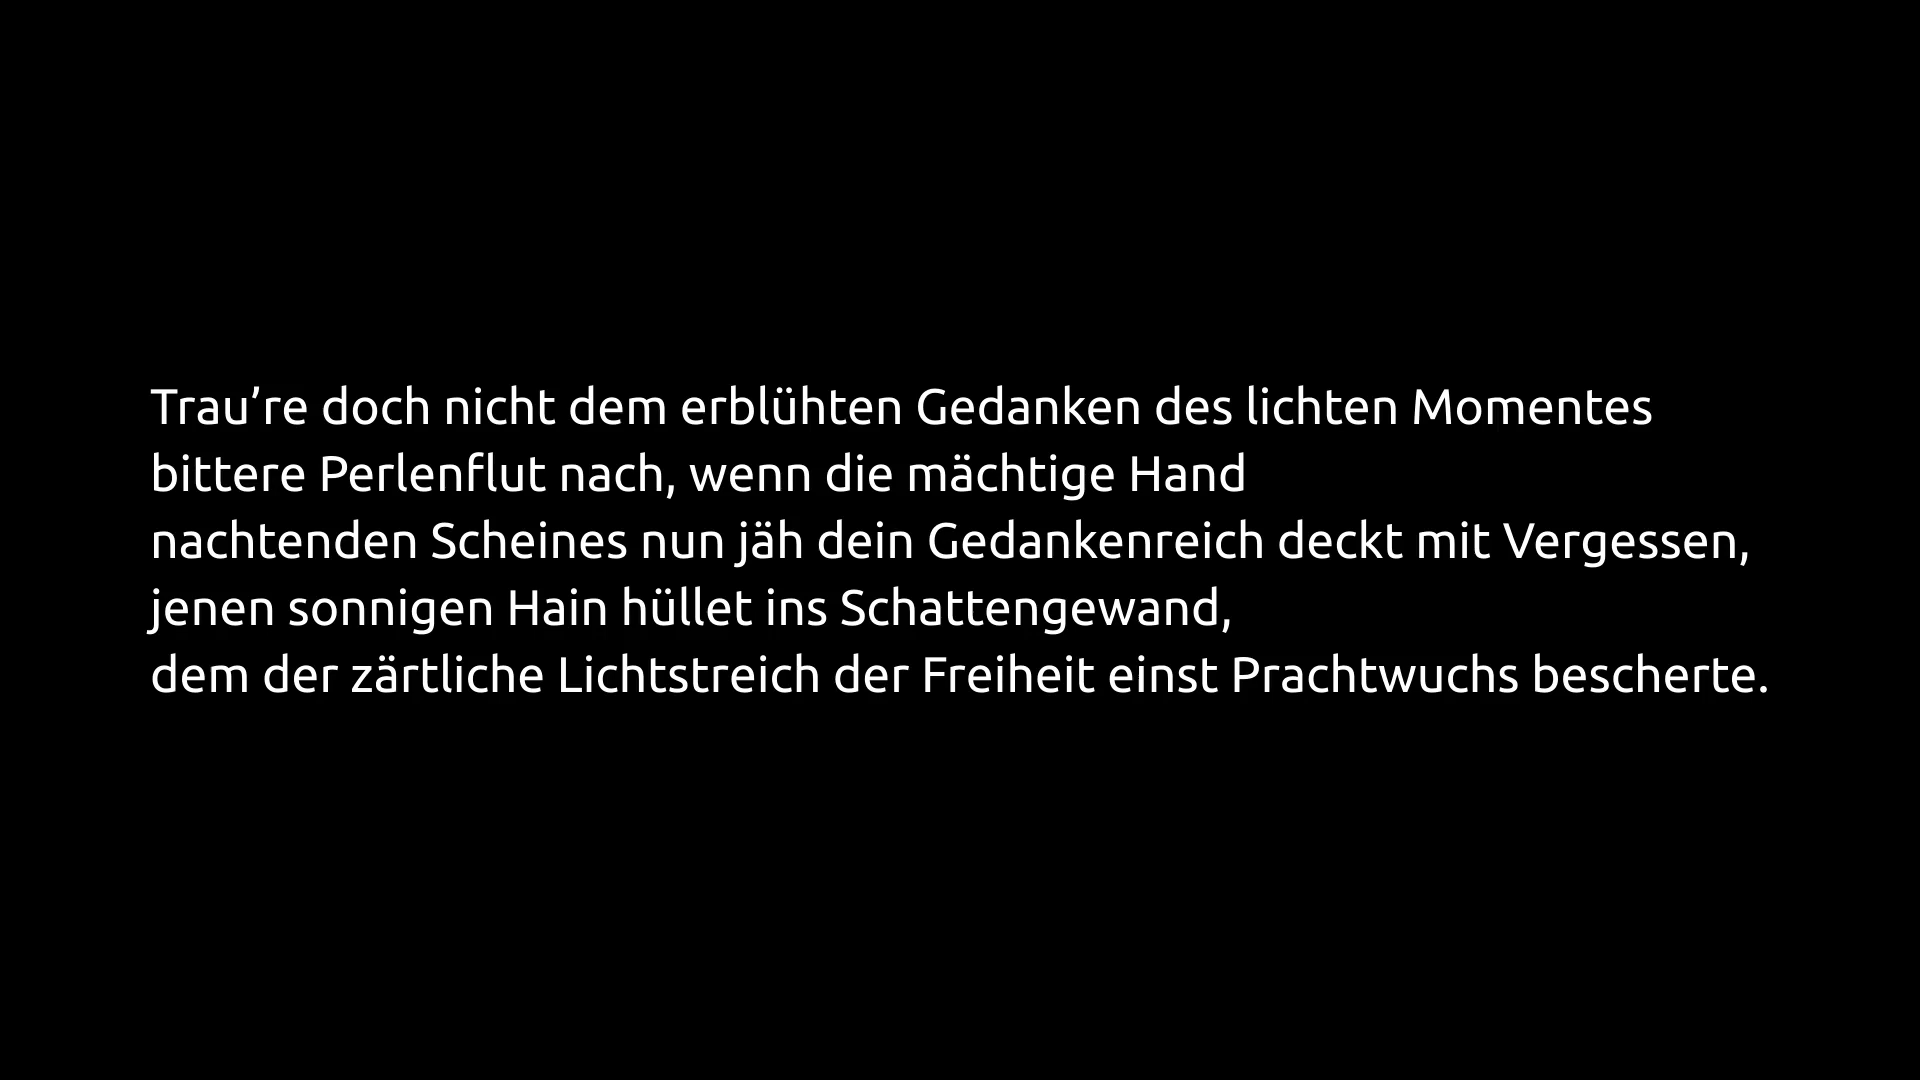 Trau’re doch nicht dem erblühten Gedanken des lichten Momentes
bittere Perlenflut nach, wenn die mächtige Hand
nachtenden Scheines nun jäh dein Gedankenreich deckt mit Vergessen,
jenen sonnigen Hain hüllet ins Schattengewand,
dem der zärtliche Lichtstreich der Freiheit einst Prachtwuchs bescherte.